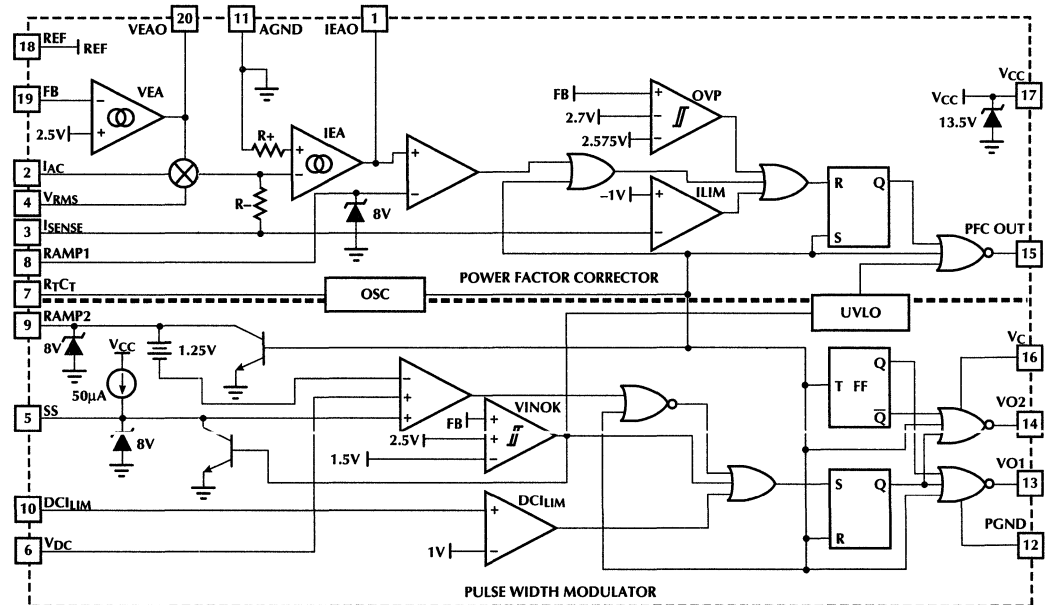 20
11
1
VEAO
AGND
IEAO
18
REF
REF
19
FB
VEA
−
+
2.5V
FB
+
OVP
2.7V
−
2.575V
−
VCC
VCC
17
13.5V
R+
+
IEA
−
+
−
2
IAC
4
VRMS
R−
8V
−1V
+
ILIM
−
R
Q
S
3
ISENSE
8
RAMP1
PFC OUT
15
POWER FACTOR CORRECTOR
7
RTCT
OSC
UVLO
9
RAMP2
8V
1.25V
VCC
50µA
VC
16
T FF
Q
Q
5
SS
8V
−
+
+
VINOK
FB
+
2.5V
+
1.5V
−
VO2
14
VO1
13
S
Q
R
10
DCILIM
DCILIM
+
1V
−
6
VDC
PGND
12
PULSE WIDTH MODULATOR